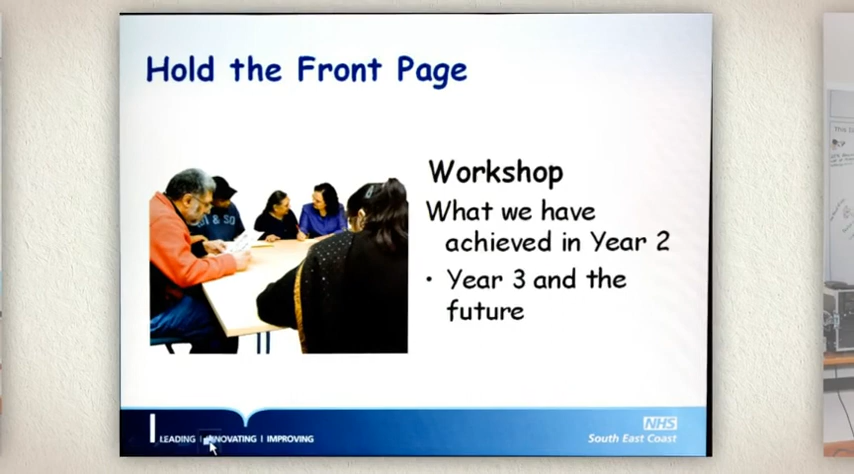 Hold the Front Page
Workshop
What we have
achieved in Year 2
• Year 3 and the
future
LEADING | INNOVATING | IMPROVING
NHS
South East Coast